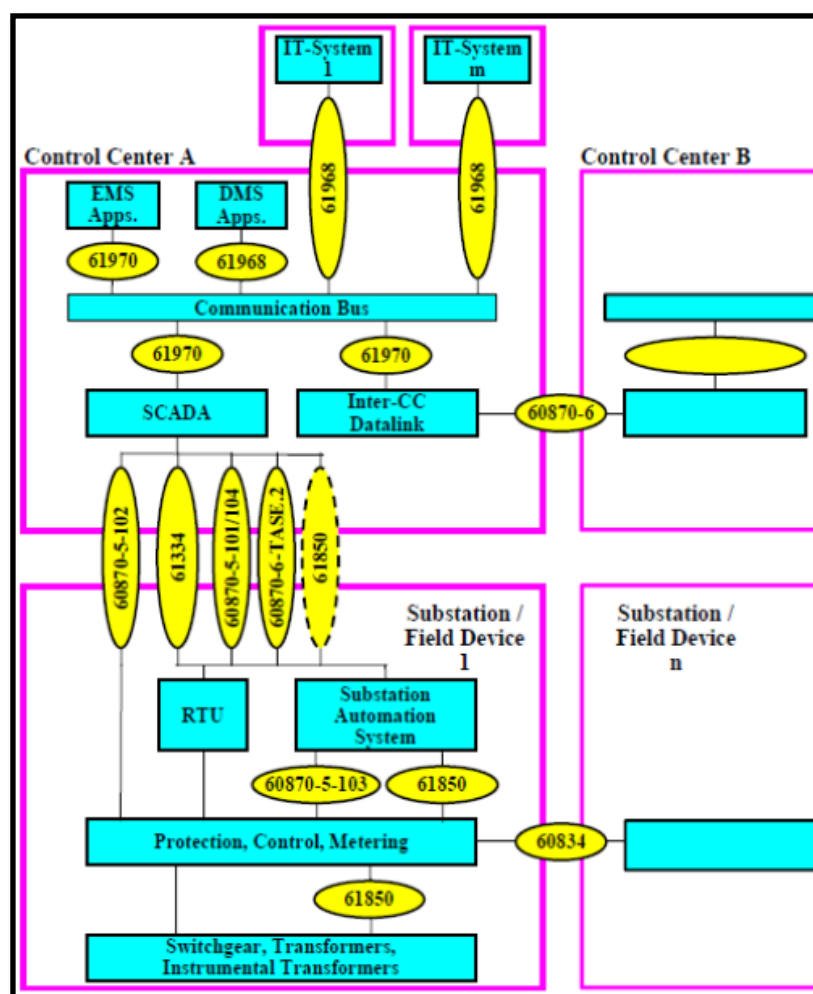 IT-System
1
IT-System
m
61968
61968
Control Center A
Control Center B
EMS
Apps.
DMS
Apps.
61970
61968
Communication Bus
61970
61970
SCADA
Inter-CC
Datalink
60870-6
60870-5-102
61334
60870-5-101/104
60870-6-TASE.2
61850
Substation /
Field Device
1
Substation /
Field Device
n
RTU
Substation
Automation
System
60870-5-103
61850
Protection, Control, Metering
60834
61850
Switchgear, Transformers,
Instrumental Transformers